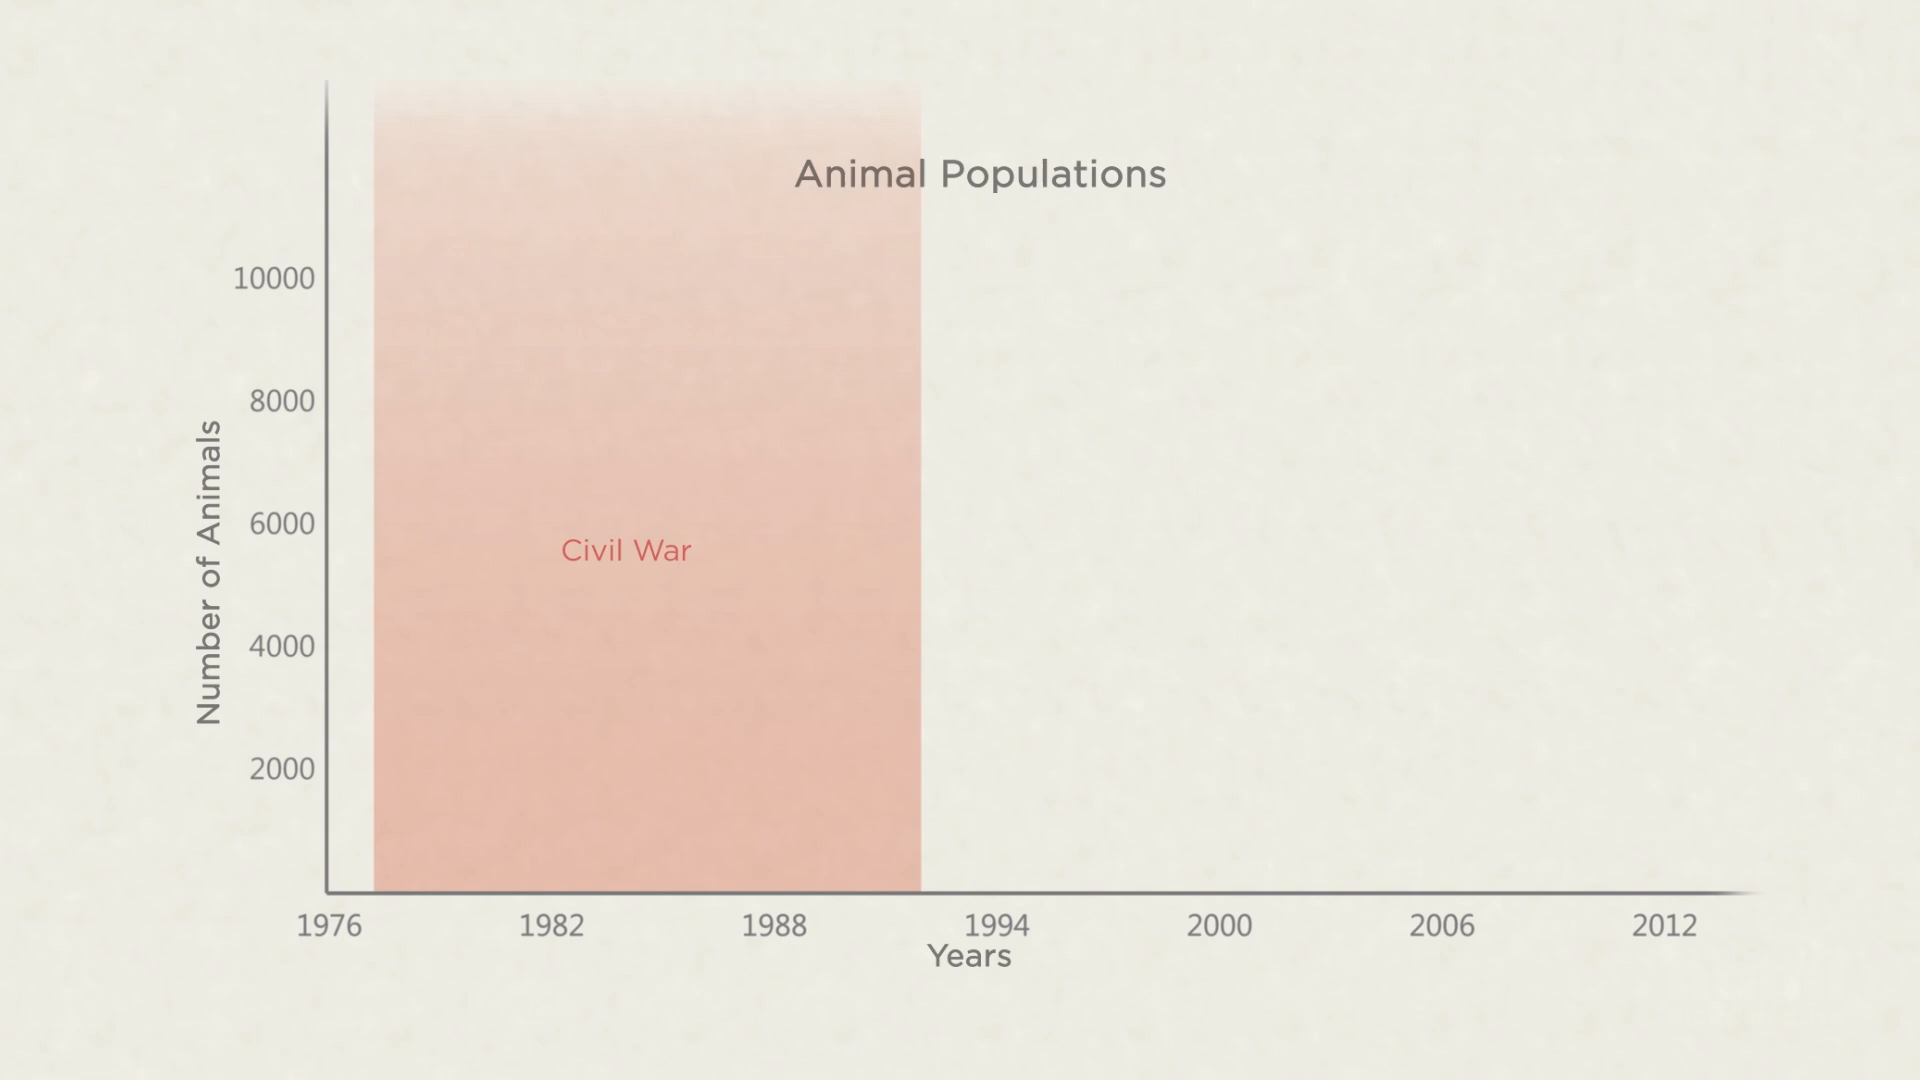 Animal Populations
10000
8000
6000
4000
2000
Number of Animals
Civil War
1976 1982 1988 1994 2000 2006 2012
Years